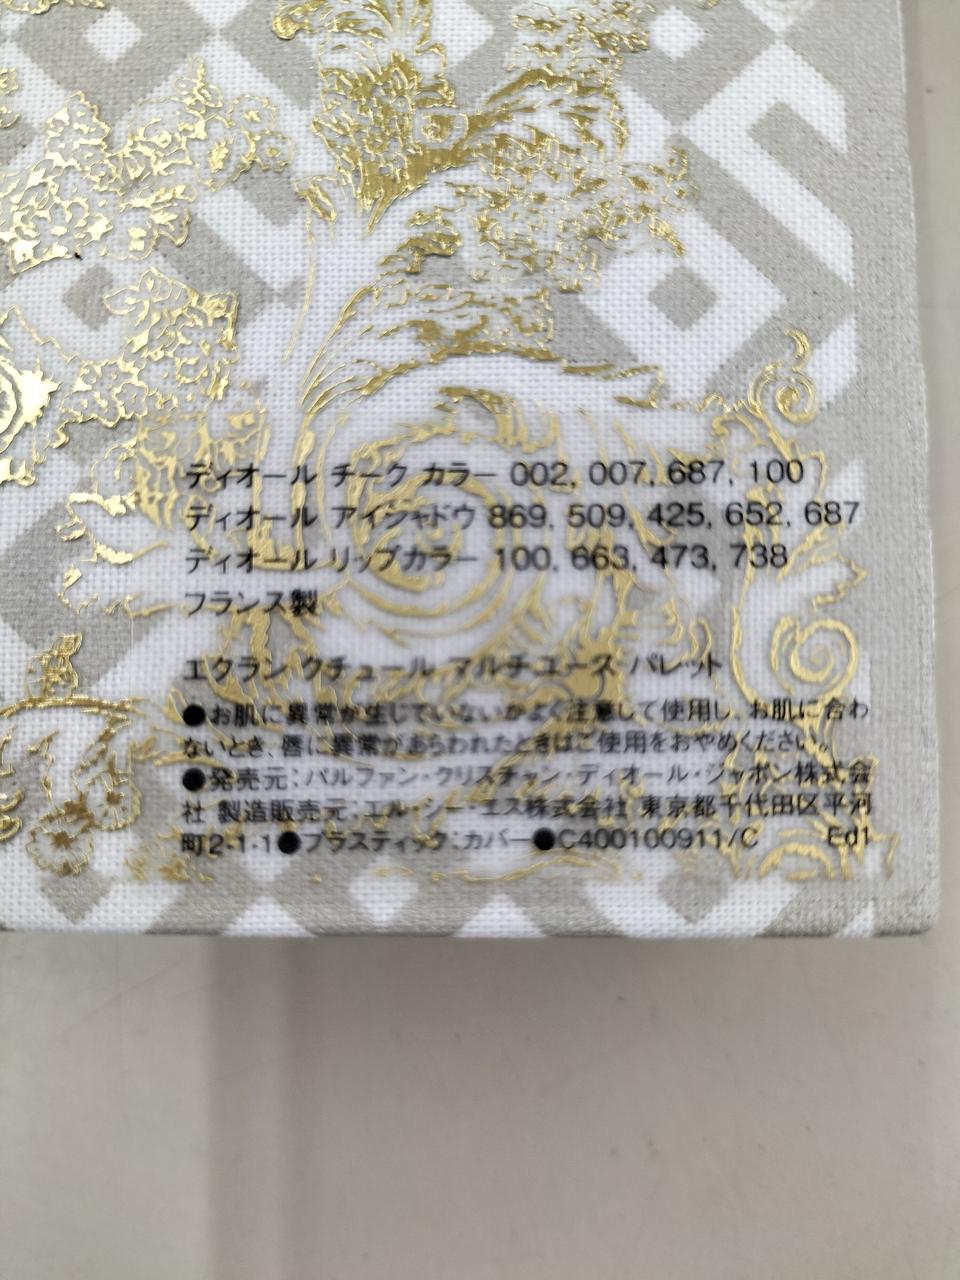 ディオール チーク カラー 002, 007, 687, 100
ディオール アイシャドウ 869, 509, 425, 652, 687
ディオール リップカラー 100, 663, 473, 738
フランス製
エクラン クチュール マルチユース パレット
●お肌に異常が生じていないかよく注意して使用し、お肌に合わ
ないとき、唇に異常があらわれたときはご使用をおやめください。
●発売元:パルファン・クリスチャン・ディオール・ジャポン株式会
社 製造販売元:エル・シー・エス株式会社 東京都千代田区平河
町2-1-1●プラスティック:カバー●C400100911/C Ed1